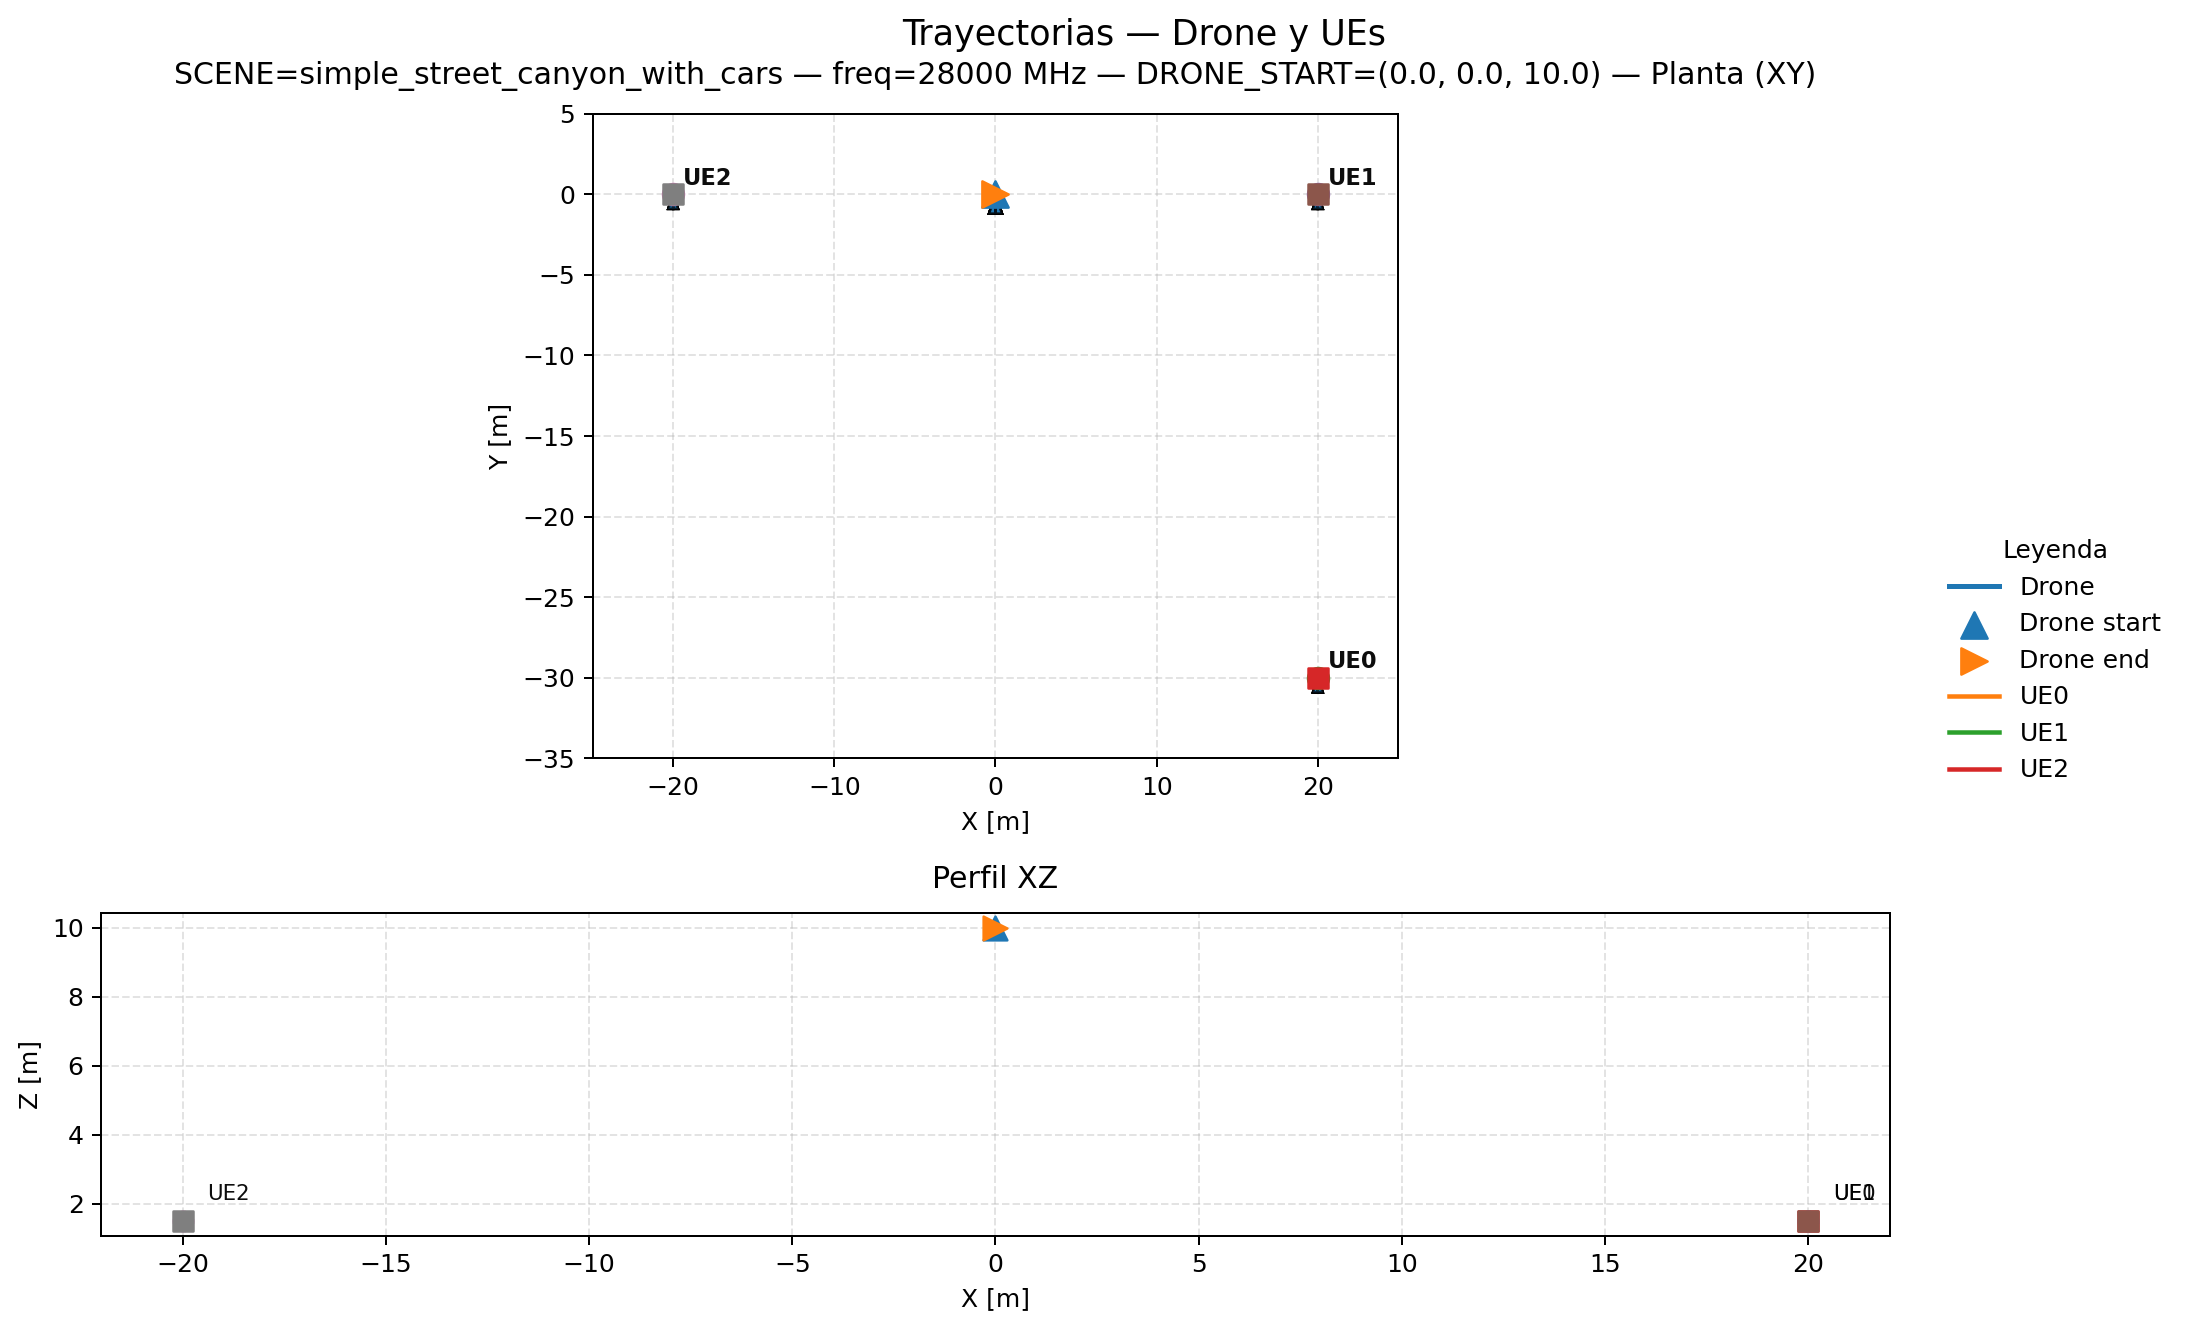 Trayectorias — Drone y UEs
SCENE=simple_street_canyon_with_cars — freq=28000 MHz — DRONE_START=(0.0, 0.0, 10.0) — Planta (XY)
5
0
−5
−10
−15
−20
−25
−30
−35
Y [m]
UE2
UE1
UE0
−20
−10
0
10
20
X [m]
Leyenda
Drone
Drone start
Drone end
UE0
UE1
UE2
Perfil XZ
10
8
6
4
2
Z [m]
UE2
−20
−15
−10
−5
0
5
10
15
20
X [m]